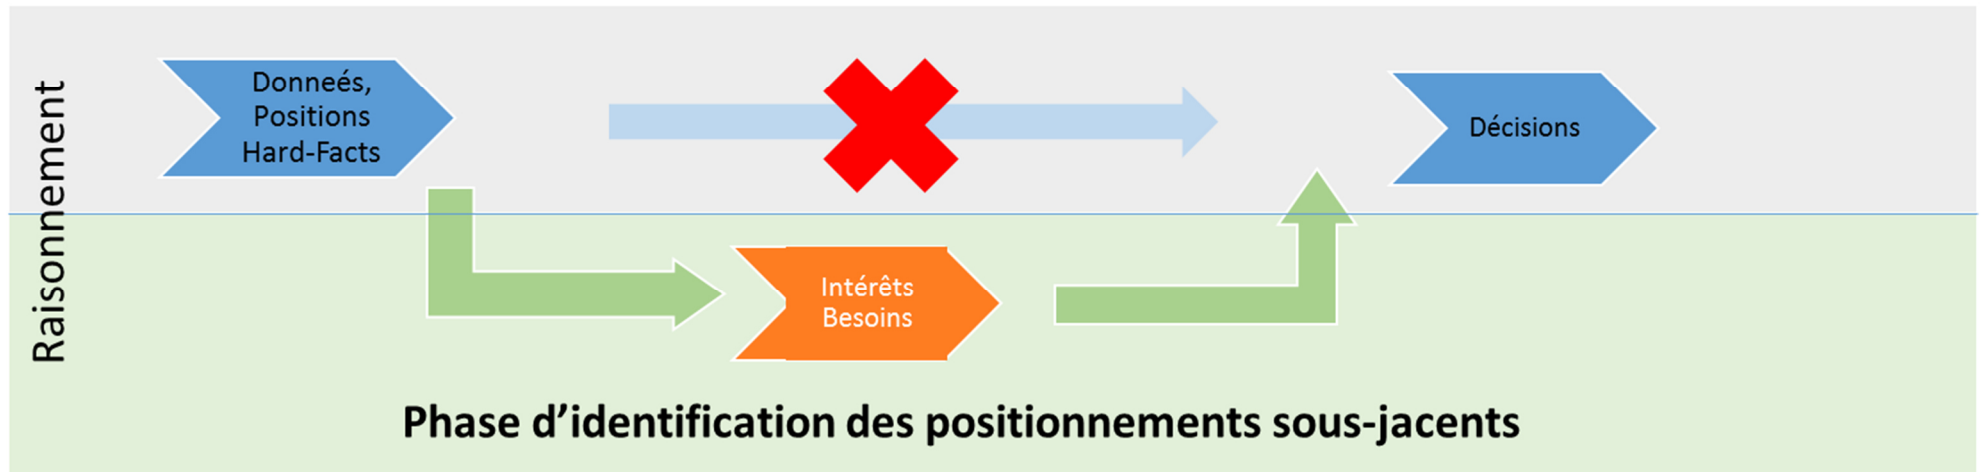 Raisonnement
Donneés,
Positions
Hard-Facts
Décisions
Intérêts
Besoins
Phase d’identification des positionnements sous-jacents